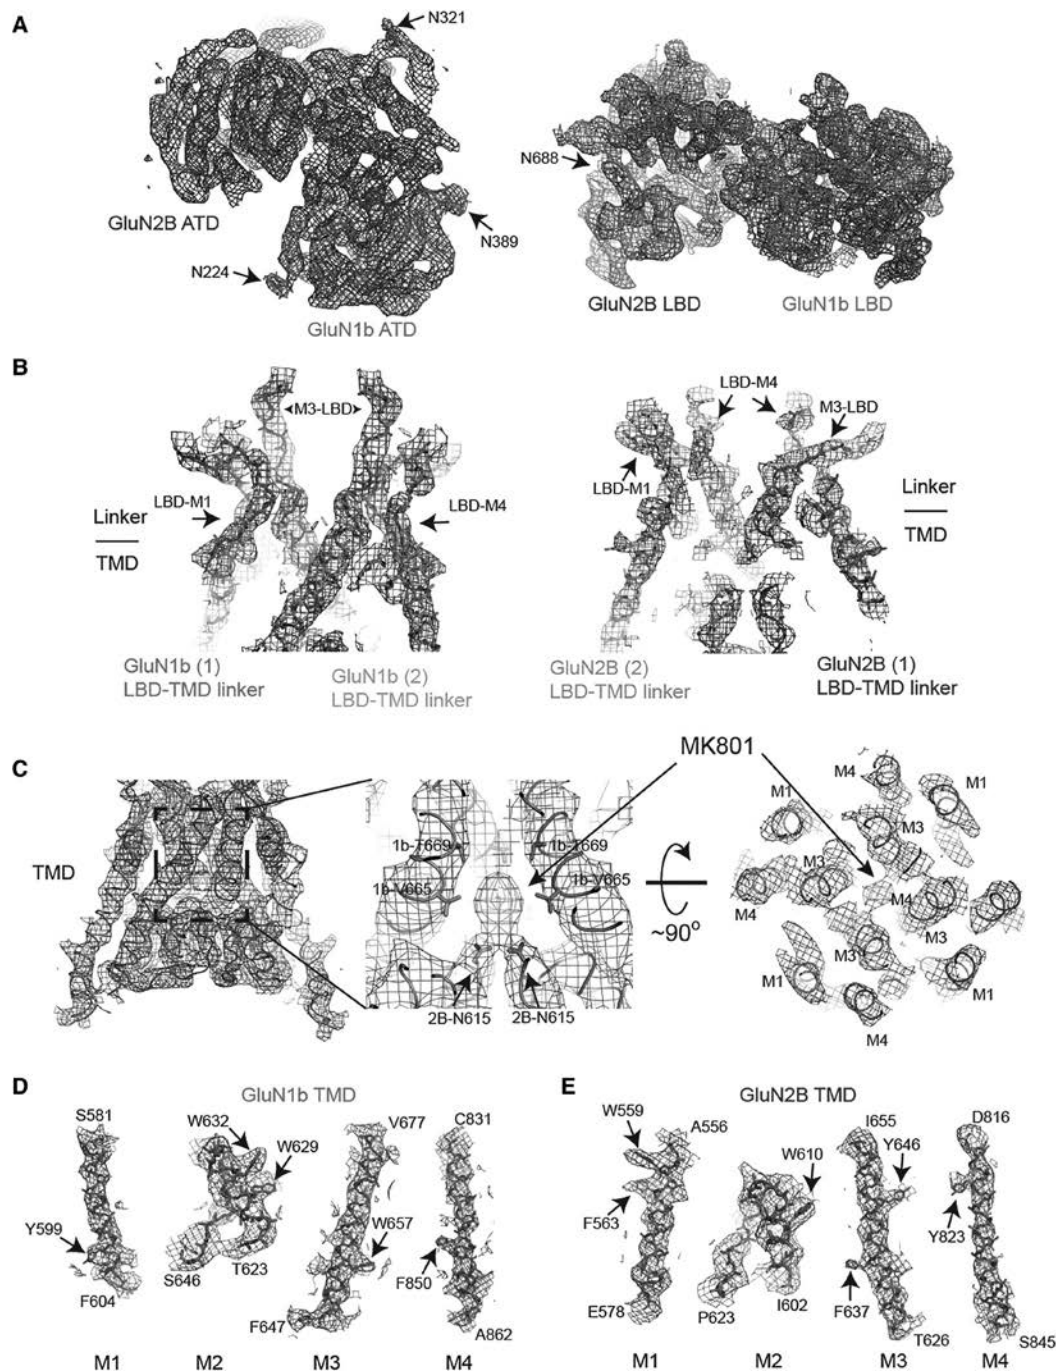 A
N321
N688
GluN2B ATD
N389
N224
GluN2B LBD
GluN1b LBD
GluN1b ATD
B
M3-LBD
LBD-M4
M3-LBD
LBD-M1
LBD-M1
LBD-M4
Linker
TMD
Linker
TMD
GluN1b (1)
LBD-TMD linker
GluN1b (2)
LBD-TMD linker
GluN2B (2)
LBD-TMD linker
GluN2B (1)
LBD-TMD linker
MK801
C
TMD
1b-T669
1b-T669
1b-V665
1b-V665
2B-N615
2B-N615
~90°
M4
M1
M1
M3
M3
M4
M4
M3
M3
M1
M1
M4
D
GluN1b TMD
S581
W632
W629
V677
C831
Y599
W657
F850
S646
T623
F604
F647
A862
M1
M2
M3
M4
E
GluN2B TMD
W559
A556
I655
D816
W610
Y646
F563
Y823
E578
P623
I602
F637
T626
S845
M1
M2
M3
M4